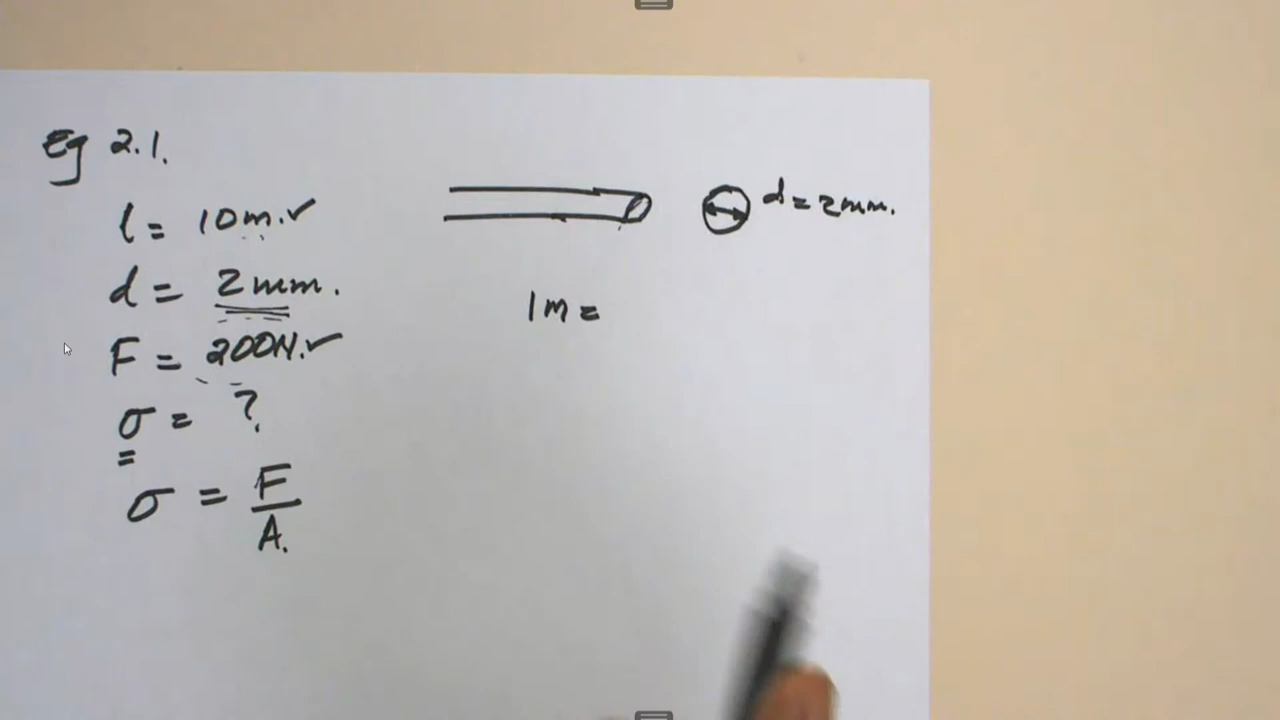 Eg 2.1.
l = 10m.✓
d = 2mm.
F = 200N.✓
σ = ?
σ = F/A.
d = 2mm.
1m =